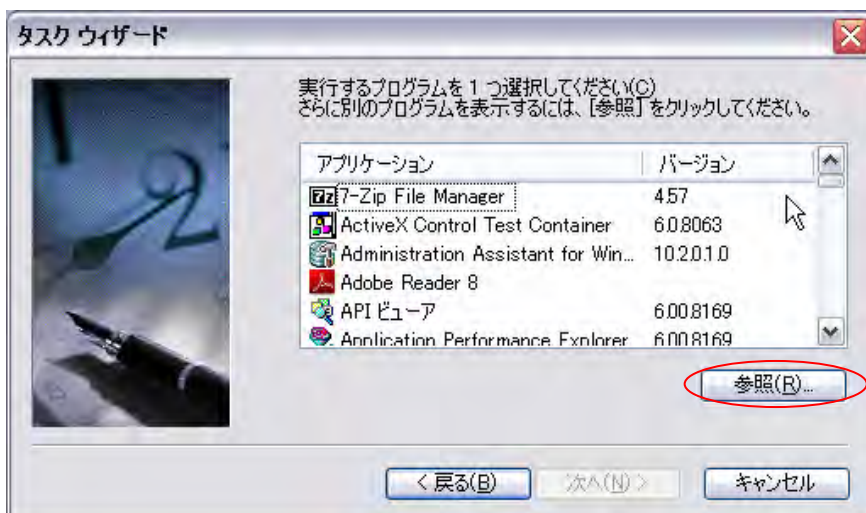 タスク ウィザード
実行するプログラムを 1 つ選択してください(C)
さらに別のプログラムを表示するには、[参照] をクリックしてください。
アプリケーション バージョン
7-Zip File Manager 4.57
ActiveX Control Test Container 6.0.8063
Administration Assistant for Win... 10.2.0.1.0
Adobe Reader 8
API ビューア 6.00.8169
Application Performance Explorer 6.00.8169
参照(R)...
< 戻る(B) 次へ(N) > キャンセル